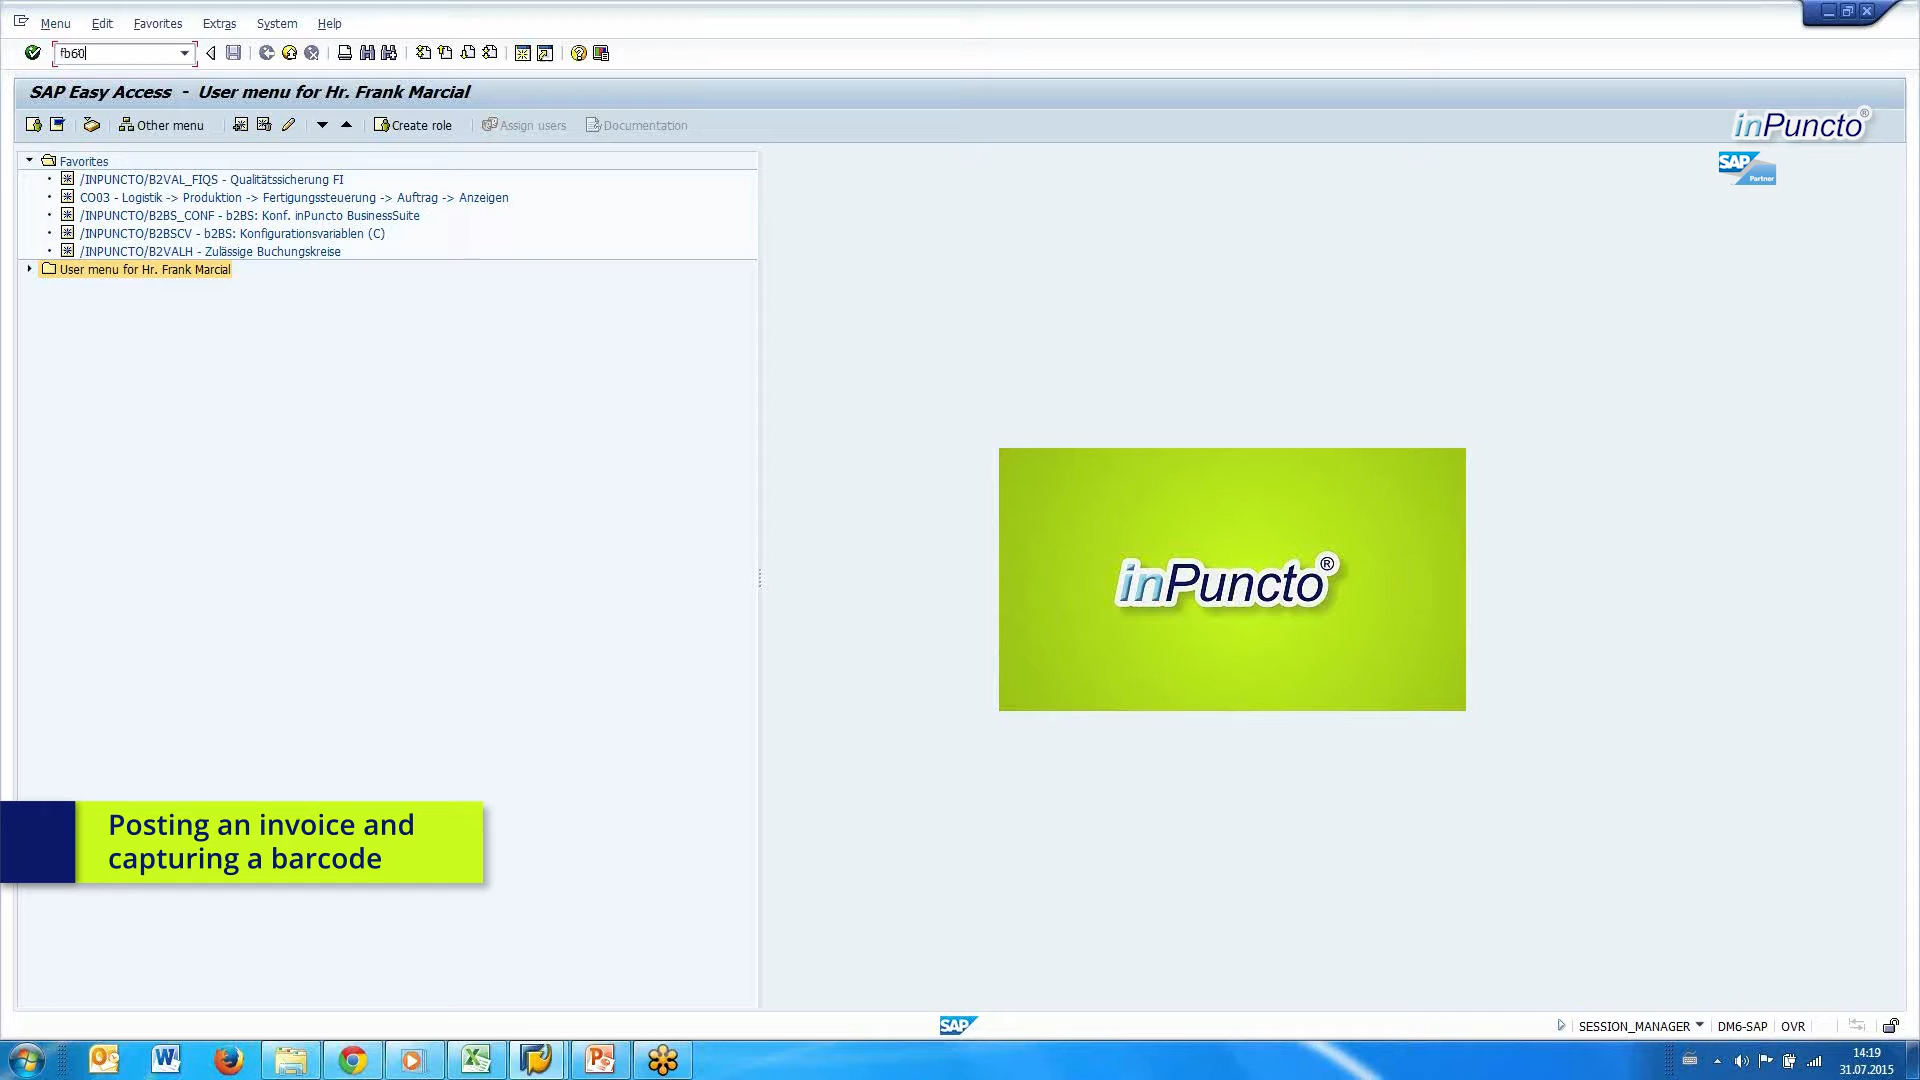 Menu Edit Favorites Extras System Help
fb60
SAP Easy Access - User menu for Hr. Frank Marcial
Other menu Create role Assign users Documentation
inPuncto®
SAP Partner
Favorites
/INPUNCTO/B2VAL_FIQS - Qualitätssicherung FI
CO03 - Logistik -> Produktion -> Fertigungssteuerung -> Auftrag -> Anzeigen
/INPUNCTO/B2BS_CONF - b2BS: Konf. inPuncto BusinessSuite
/INPUNCTO/B2BSCV - b2BS: Konfigurationsvariablen (C)
/INPUNCTO/B2VALH - Zulässige Buchungskreise
User menu for Hr. Frank Marcial
inPuncto®
Posting an invoice and
capturing a barcode
SAP
SESSION_MANAGER DM6-SAP OVR
14:19
31.07.2015